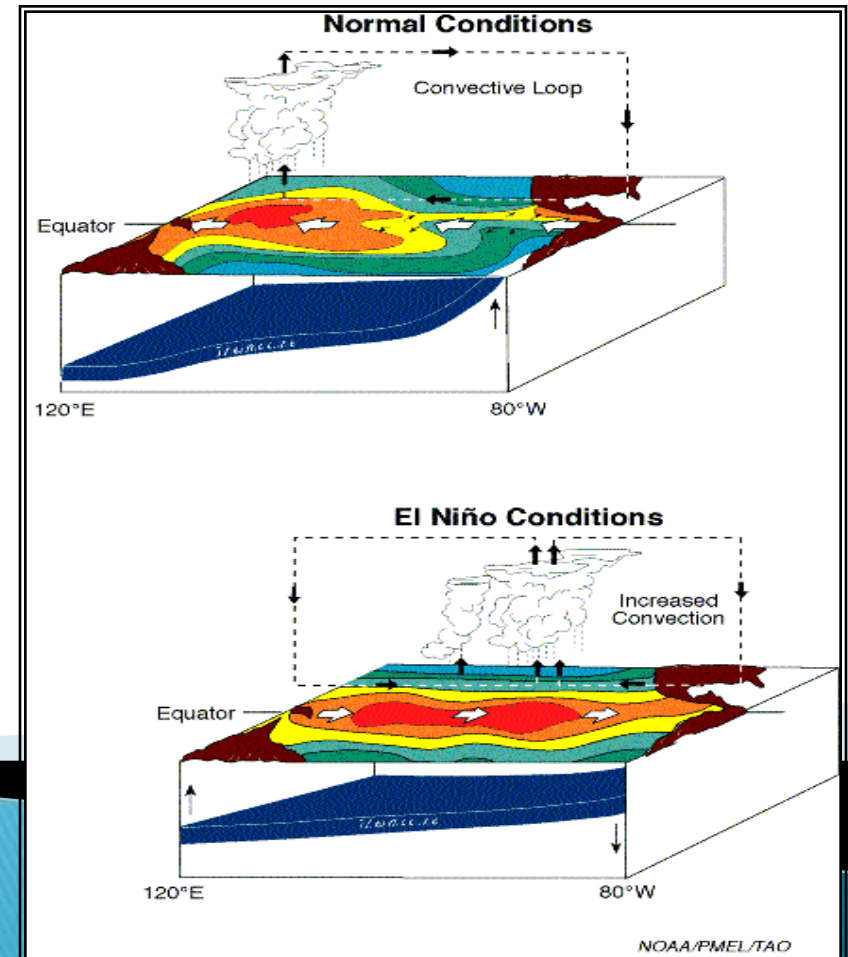 Normal Conditions
Convective Loop
Equator
120°E
80°W
El Niño Conditions
Increased
Convection
Equator
120°E
80°W
NOAA/PMEL/TAO